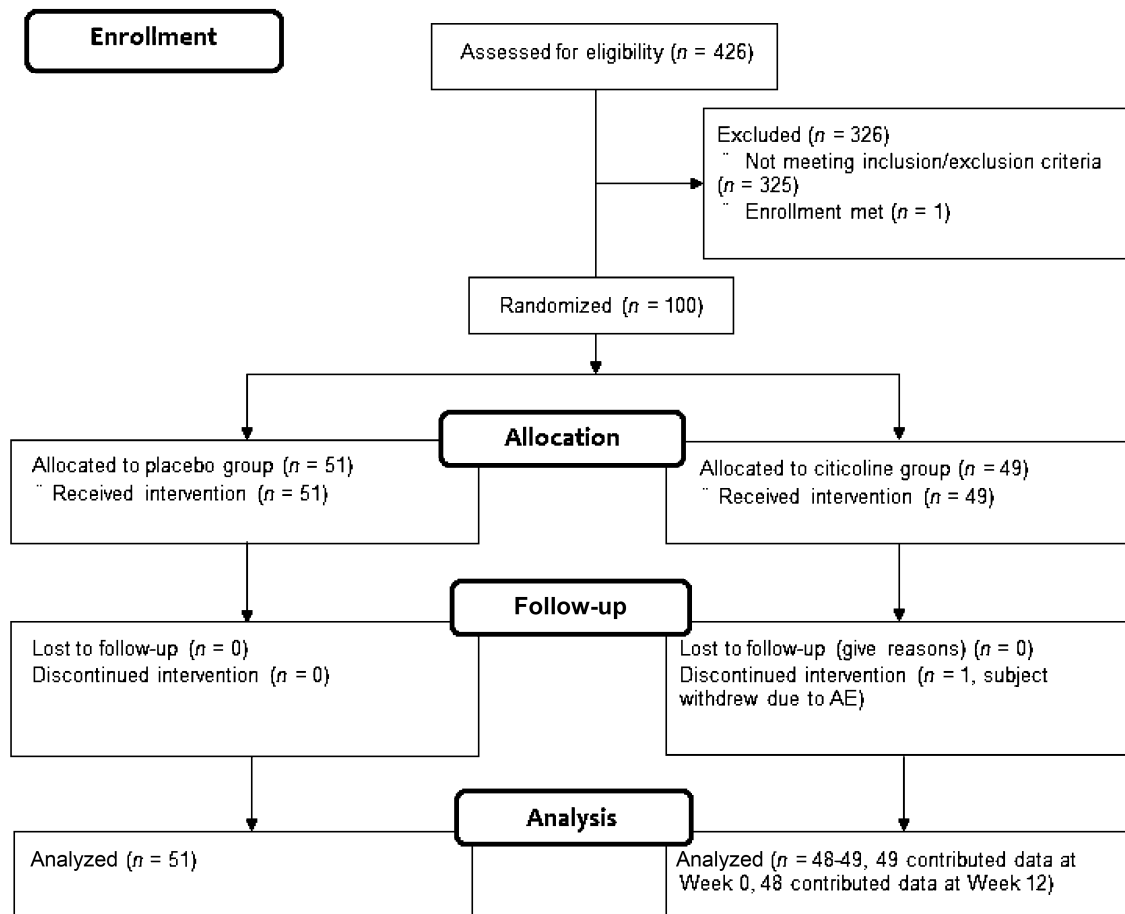 Enrollment
Assessed for eligibility (n = 426)
Excluded (n = 326)
¨ Not meeting inclusion/exclusion criteria
(n = 325)
¨ Enrollment met (n = 1)
Randomized (n = 100)
Allocation
Allocated to placebo group (n = 51)
¨ Received intervention (n = 51)
Allocated to citicoline group (n = 49)
¨ Received intervention (n = 49)
Follow-up
Lost to follow-up (n = 0)
Discontinued intervention (n = 0)
Lost to follow-up (give reasons) (n = 0)
Discontinued intervention (n = 1, subject
withdrew due to AE)
Analysis
Analyzed (n = 51)
Analyzed (n = 48-49, 49 contributed data at
Week 0, 48 contributed data at Week 12)